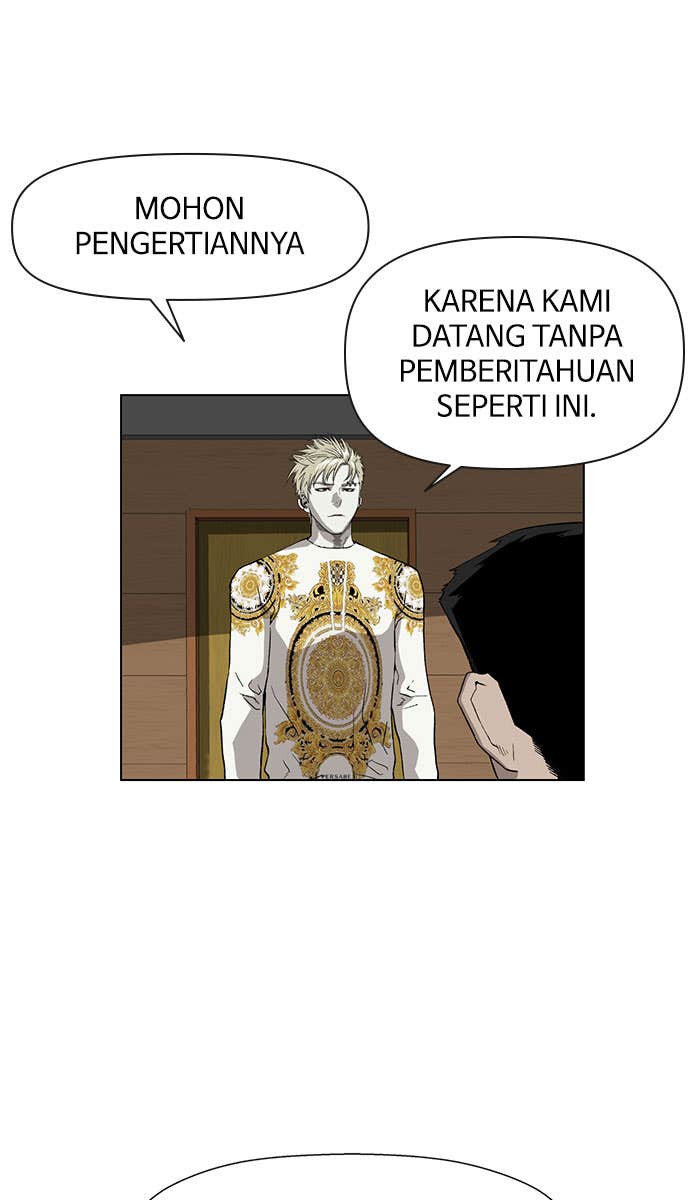 MOHON
PENGERTIANNYA
KARENA KAMI
DATANG TANPA
PEMBERITAHUAN
SEPERTI INI.